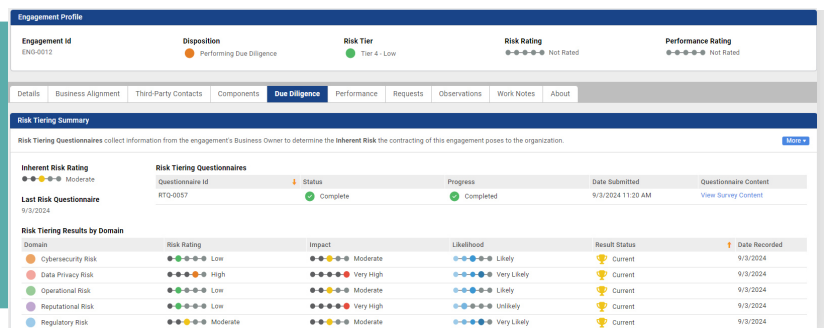 Engagement Profile
Engagement Id Disposition Risk Tier Risk Rating Performance Rating
ENG-0012 Performing Due Diligence Tier 4 - Low Not Rated Not Rated
Details Business Alignment Third-Party Contacts Components Due Diligence Performance Requests Observations Work Notes About
Risk Tiering Summary
Risk Tiering Questionnaires collect information from the engagement's Business Owner to determine the Inherent Risk the contracting of this engagement poses to the organization. More
Inherent Risk Rating Risk Tiering Questionnaires
Moderate Questionnaire Id Status Progress Date Submitted Questionnaire Content
Last Risk Questionnaire RTQ-0057 Complete Completed 9/3/2024 11:20 AM View Survey Content
9/3/2024
Risk Tiering Results by Domain
Domain Risk Rating Impact Likelihood Result Status Date Recorded
Cybersecurity Risk Low Moderate Likely Current 9/3/2024
Data Privacy Risk High Very High Very Likely Current 9/3/2024
Operational Risk Low Moderate Likely Current 9/3/2024
Reputational Risk Low Very High Unlikely Current 9/3/2024
Regulatory Risk Moderate Moderate Very Likely Current 9/3/2024